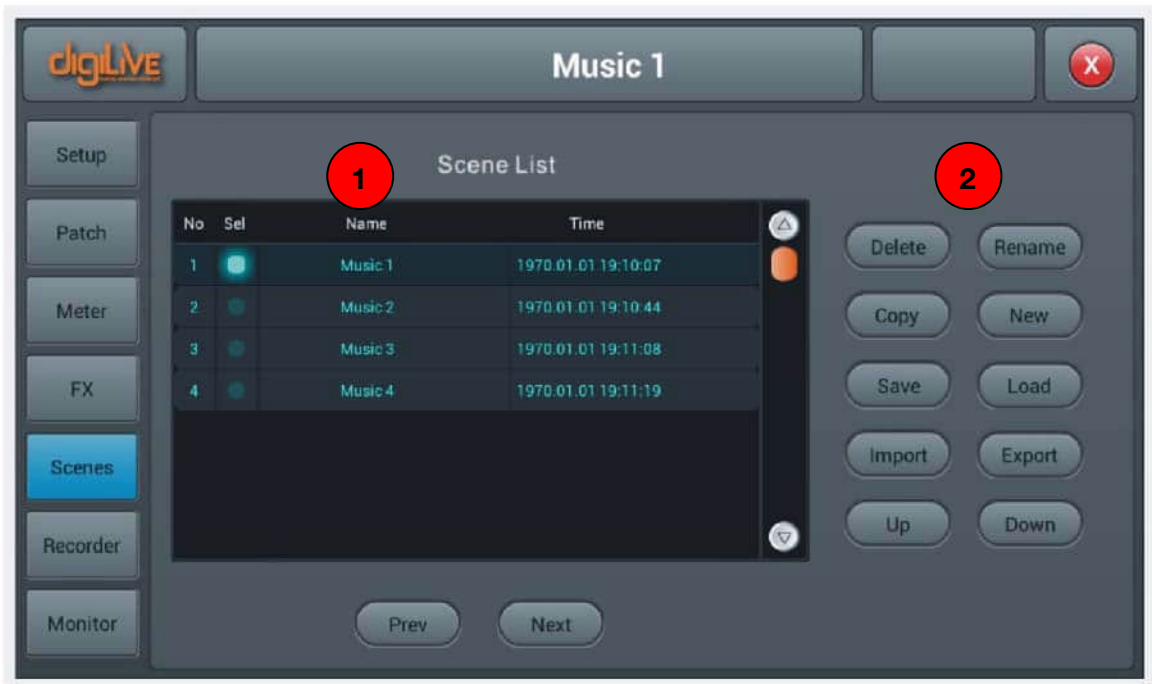 digiLivE
Music 1
X
Setup
Patch
Meter
FX
Scenes
Recorder
Monitor
1
Scene List
No Sel Name Time
1 Music 1 1970.01.01 19:10:07
2 Music 2 1970.01.01 19:10:44
3 Music 3 1970.01.01 19:11:08
4 Music 4 1970.01.01 19:11:19
Prev Next
2
Delete Rename
Copy New
Save Load
Import Export
Up Down